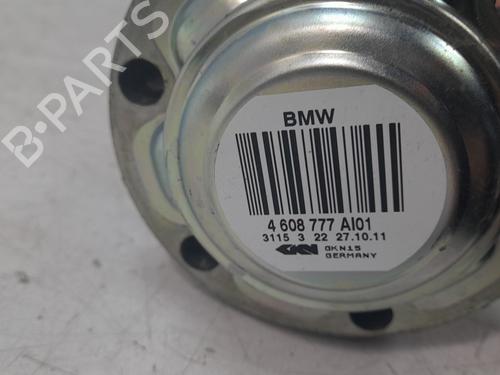 B-PARTS
BMW
4 608 777 AI01
3115 3 22 27.10.11
GKN GKN15
GERMANY